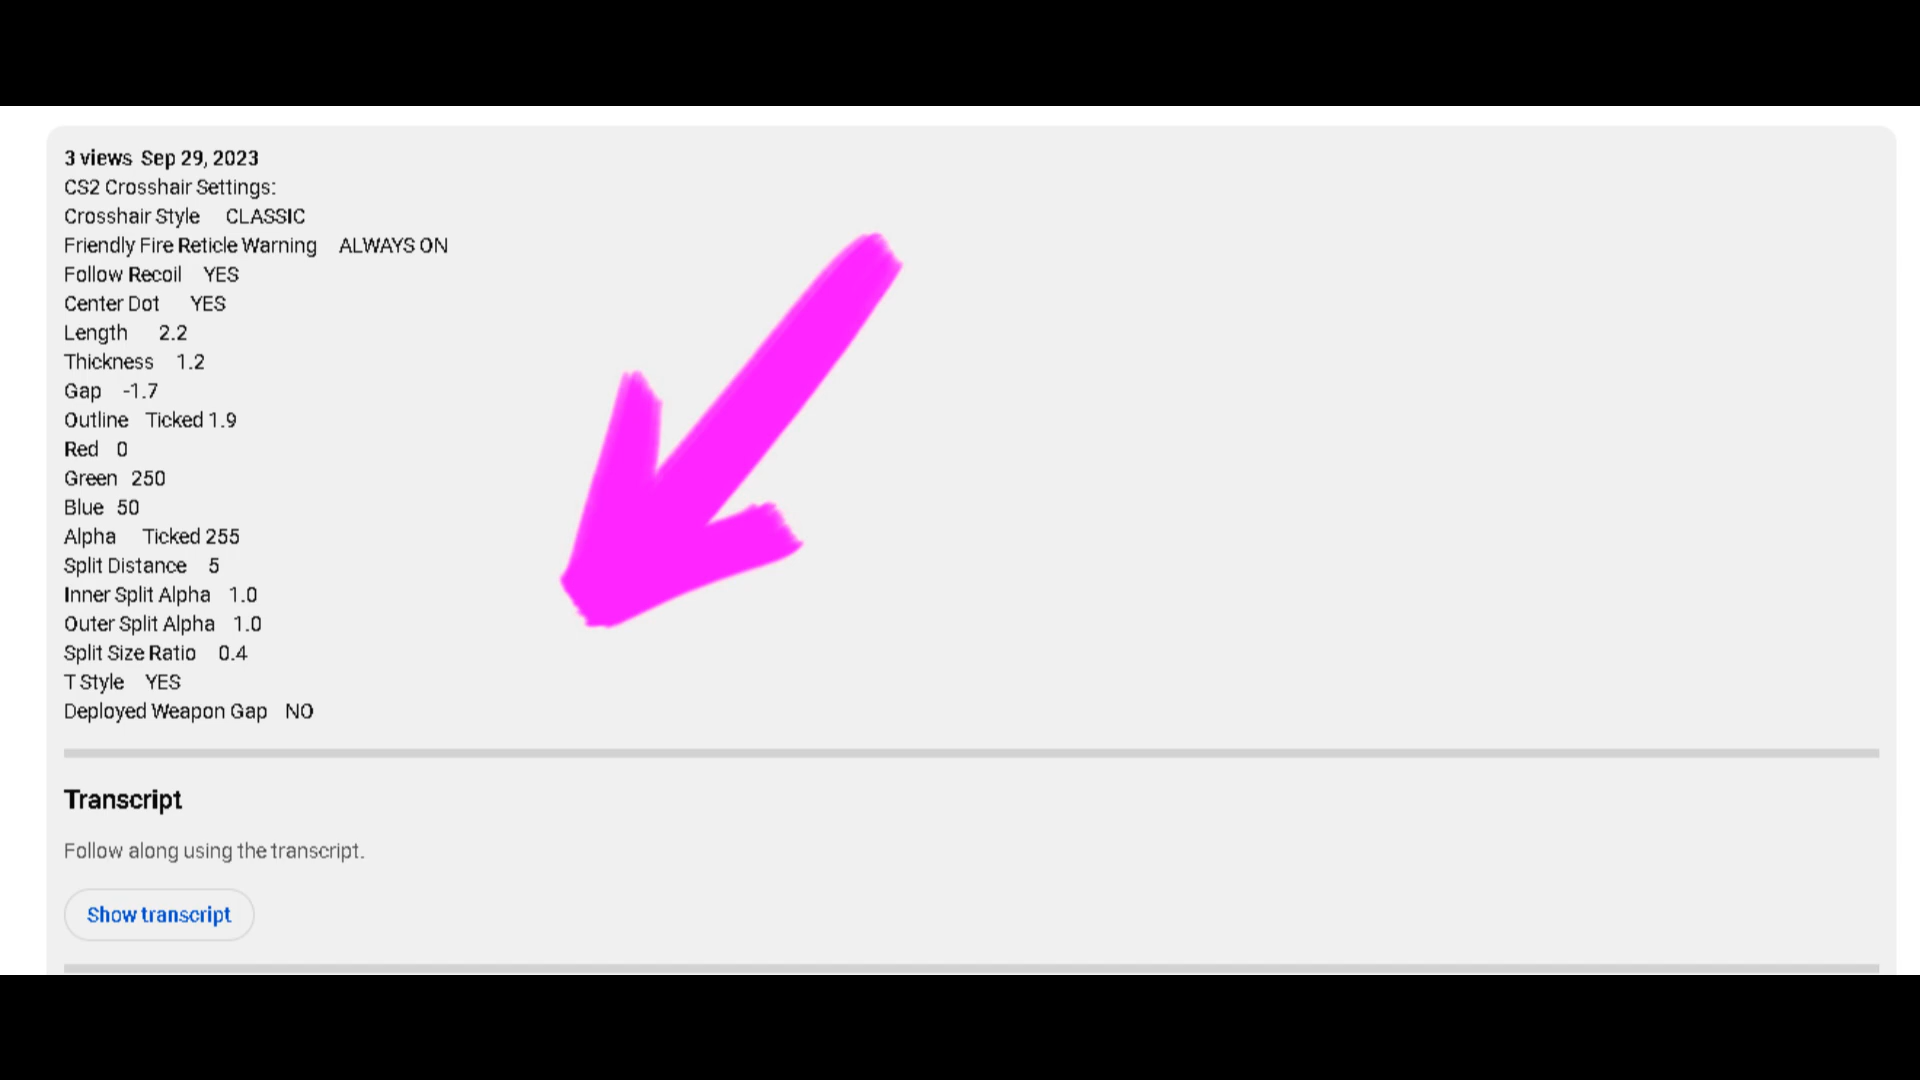 3 views Sep 29, 2023
CS2 Crosshair Settings:
Crosshair Style CLASSIC
Friendly Fire Reticle Warning ALWAYS ON
Follow Recoil YES
Center Dot YES
Length 2.2
Thickness 1.2
Gap -1.7
Outline Ticked 1.9
Red 0
Green 250
Blue 50
Alpha Ticked 255
Split Distance 5
Inner Split Alpha 1.0
Outer Split Alpha 1.0
Split Size Ratio 0.4
T Style YES
Deployed Weapon Gap NO
Transcript
Follow along using the transcript.
Show transcript